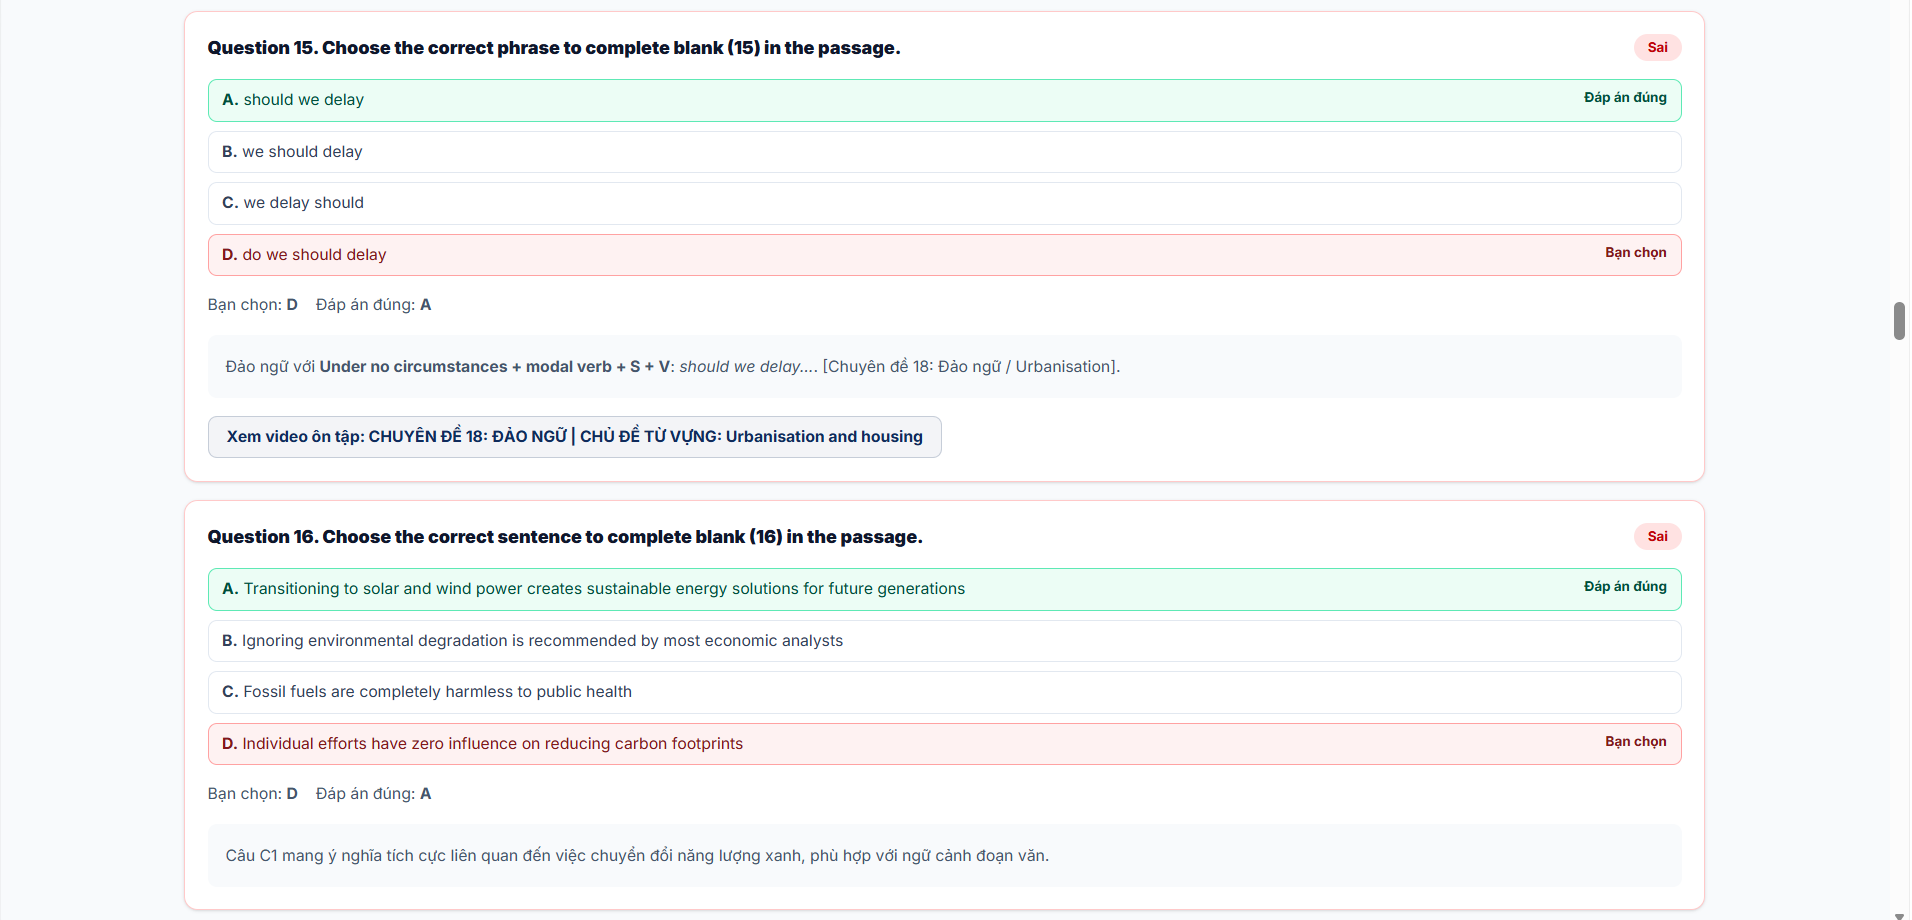 Question 15. Choose the correct phrase to complete blank (15) in the passage.
Sai
A. should we delay
Đáp án đúng
B. we should delay
C. we delay should
D. do we should delay
Bạn chọn
Bạn chọn: D Đáp án đúng: A
Đảo ngữ với Under no circumstances + modal verb + S + V: should we delay.... [Chuyên đề 18: Đảo ngữ / Urbanisation].
Xem video ôn tập: CHUYÊN ĐỀ 18: ĐẢO NGỮ | CHỦ ĐỀ TỪ VỰNG: Urbanisation and housing
Question 16. Choose the correct sentence to complete blank (16) in the passage.
Sai
A. Transitioning to solar and wind power creates sustainable energy solutions for future generations
Đáp án đúng
B. Ignoring environmental degradation is recommended by most economic analysts
C. Fossil fuels are completely harmless to public health
D. Individual efforts have zero influence on reducing carbon footprints
Bạn chọn
Bạn chọn: D Đáp án đúng: A
Câu C1 mang ý nghĩa tích cực liên quan đến việc chuyển đổi năng lượng xanh, phù hợp với ngữ cảnh đoạn văn.